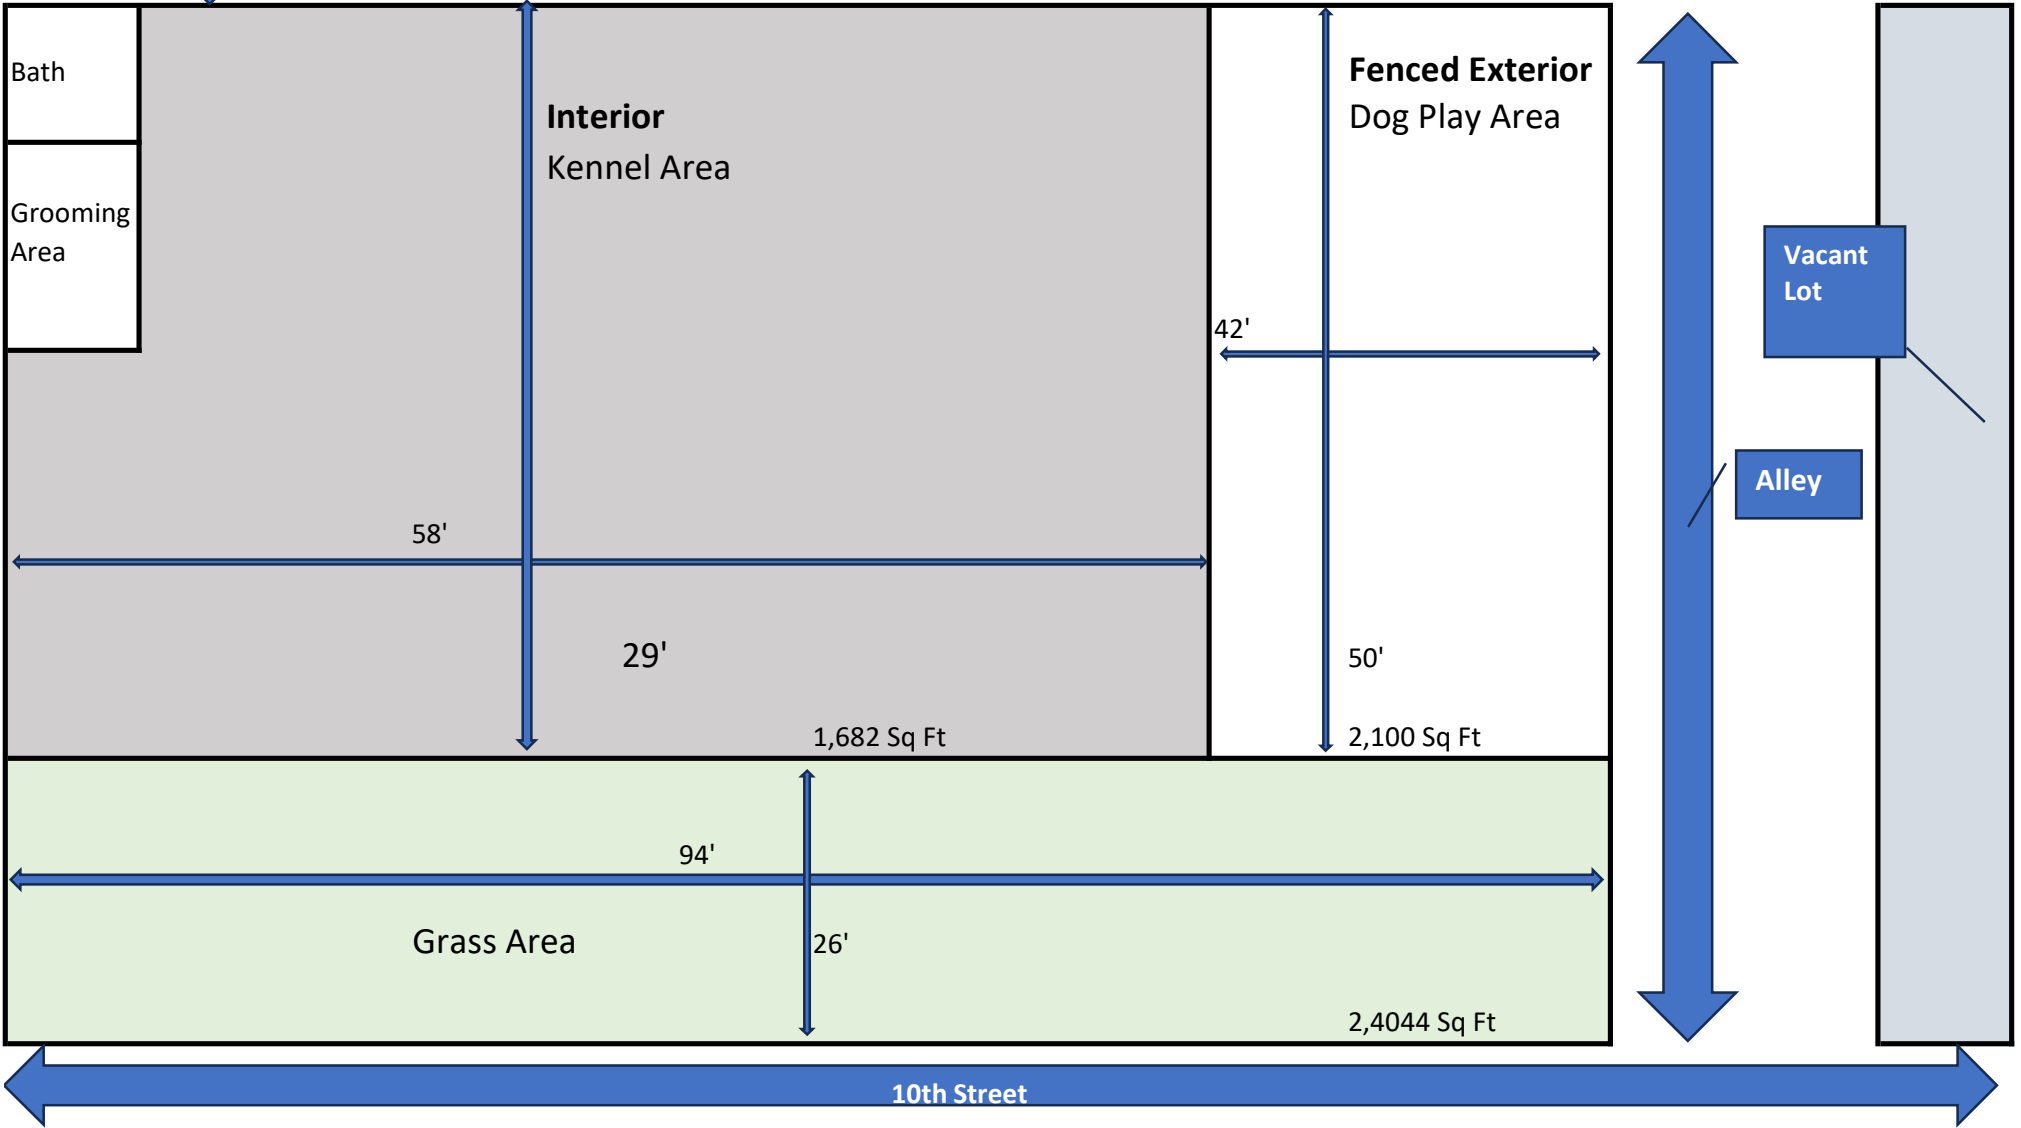 Bath
Grooming
Area
Interior
Kennel Area
Fenced Exterior
Dog Play Area
Vacant
Lot
42'
Alley
58'
29'
50'
1,682 Sq Ft
2,100 Sq Ft
94'
Grass Area
26'
2,4044 Sq Ft
10th Street